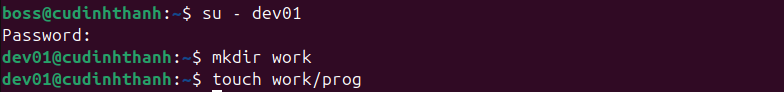 boss@cudinhthanh:~$ su - dev01
Password:
dev01@cudinhthanh:~$ mkdir work
dev01@cudinhthanh:~$ touch work/prog